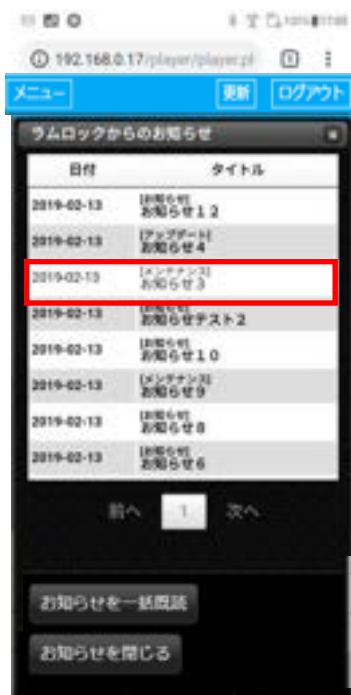 192.168.0.17/player/player.pl
メニュー
更新
ログアウト
ラムロックからのお知らせ
日付 タイトル
2019-02-13 [お知らせ]
お知らせ12
2019-02-13 [アップデート]
お知らせ4
2019-02-13 [メンテナンス]
お知らせ3
2019-02-13 [お知らせ]
お知らせテスト2
2019-02-13 [お知らせ]
お知らせ10
2019-02-13 [メンテナンス]
お知らせ9
2019-02-13 [お知らせ]
お知らせ8
2019-02-13 [お知らせ]
お知らせ6
前へ 1 次へ
お知らせを一括既読
お知らせを閉じる